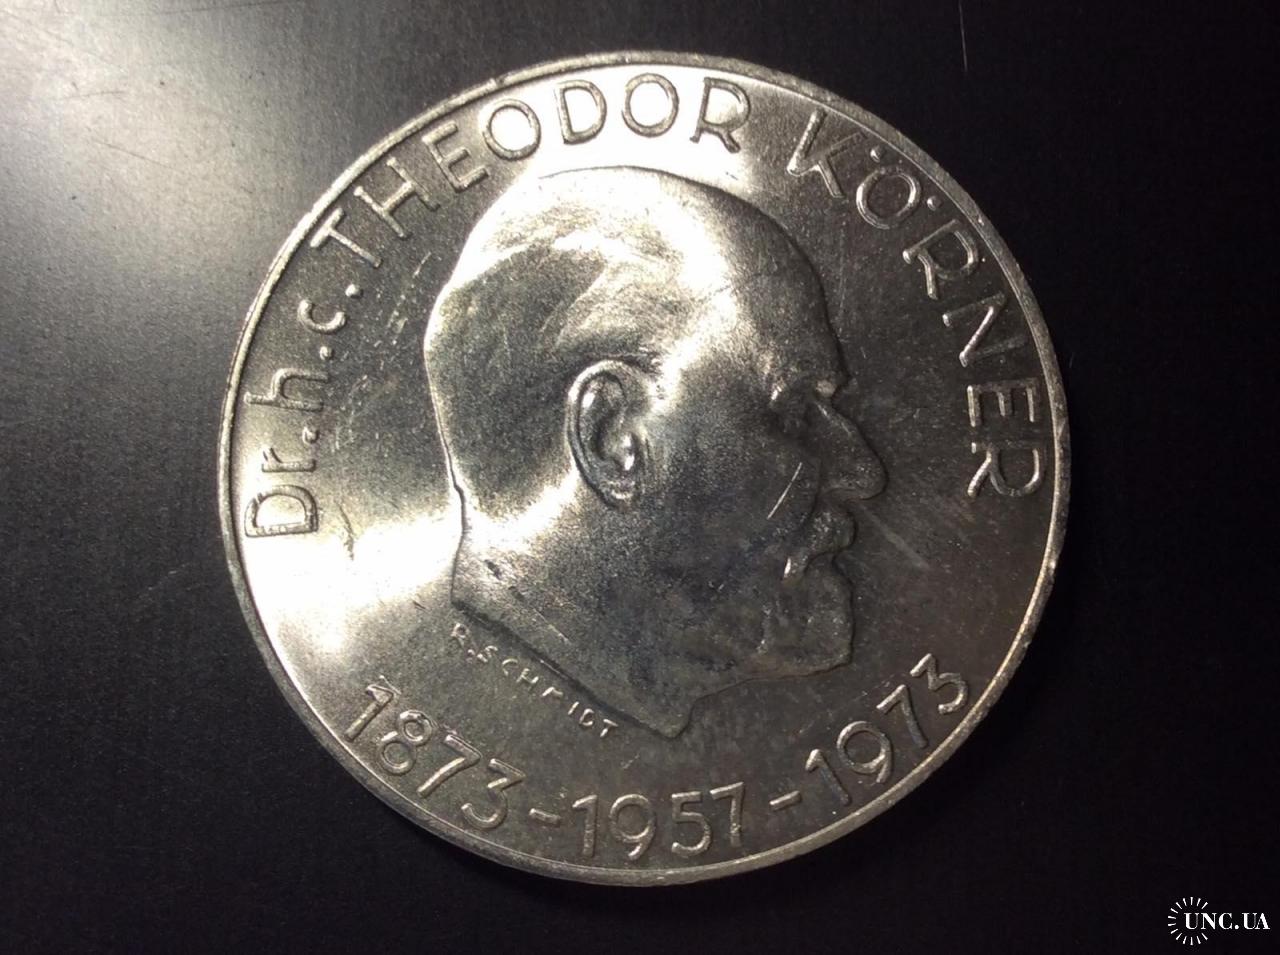 Dr.h.c.THEODOR KÖRNER
R.SCHMIDT
1873-1957-1973
UNC.UA